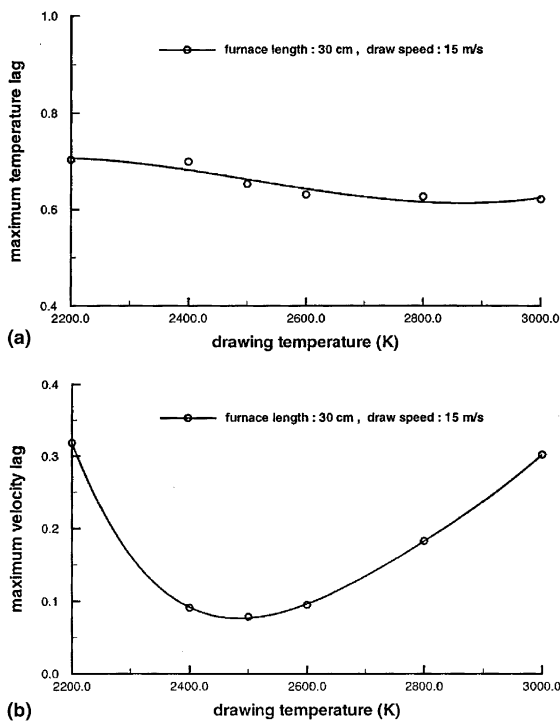 1.0
furnace length : 30 cm , draw speed : 15 m/s
0.8
maximum temperature lag
0.6
0.4
2200.0 2400.0 2600.0 2800.0 3000.0
(a)
drawing temperature (K)
0.4
furnace length : 30 cm , draw speed : 15 m/s
0.3
maximum velocity lag
0.2
0.1
0.0
2200.0 2400.0 2600.0 2800.0 3000.0
(b)
drawing temperature (K)